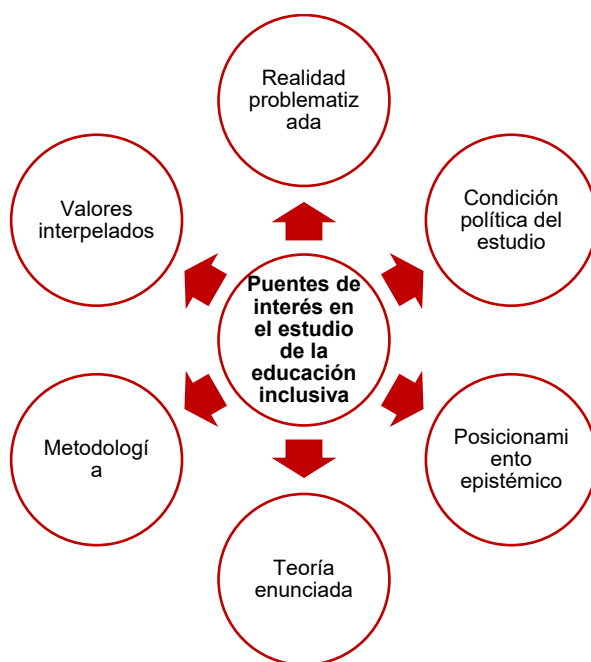 Realidad
problematiz
ada
Valores
interpelados
Condición
política del
estudio
Puentes de
interés en
el estudio
de la
educación
inclusiva
Metodologí
a
Posicionami
ento
epistémico
Teoría
enunciada